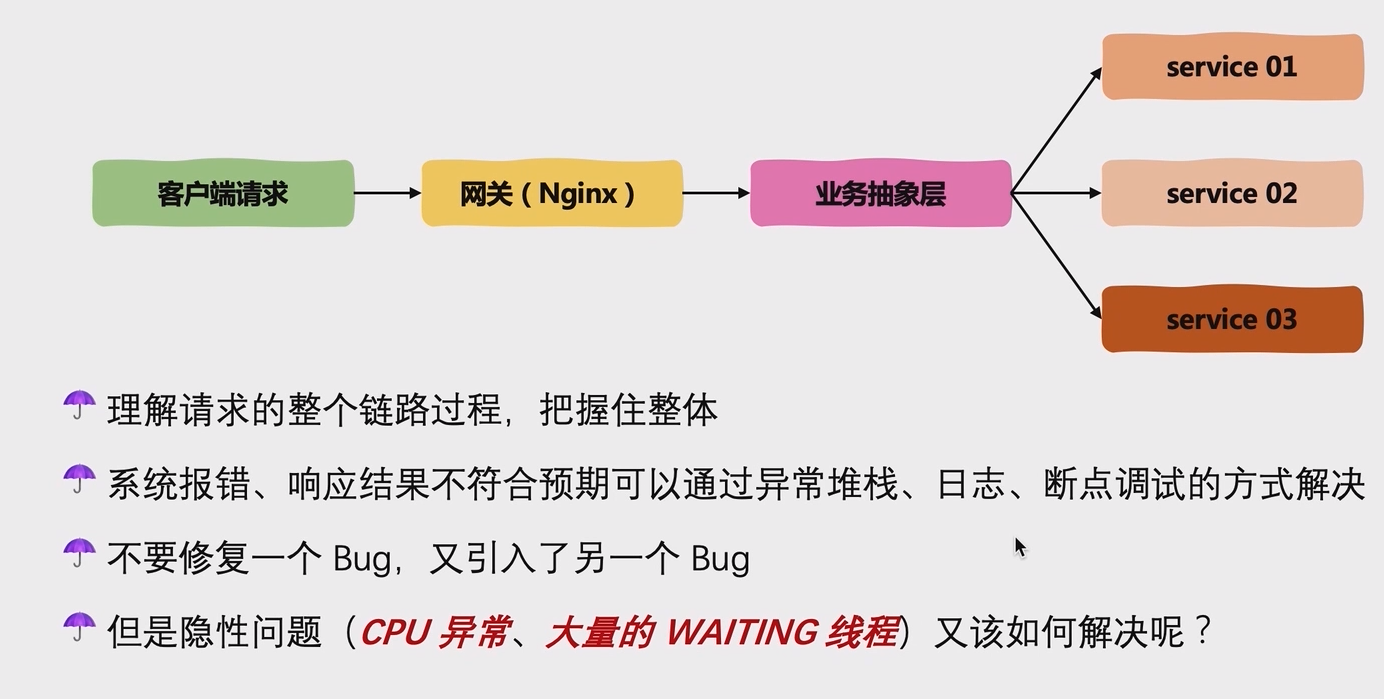 service 01
客户端请求
网关（Nginx）
业务抽象层
service 02
service 03
理解请求的整个链路过程，把握住整体
系统报错、响应结果不符合预期可以通过异常堆栈、日志、断点调试的方式解决
不要修复一个 Bug，又引入了另一个 Bug
但是隐性问题（CPU 异常、大量的 WAITING 线程）又该如何解决呢？